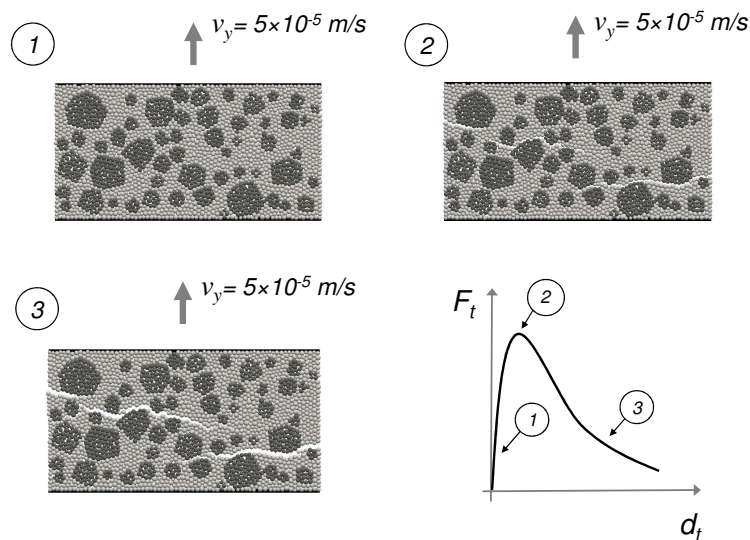 1
v_y = 5×10⁻⁵ m/s
2
v_y = 5×10⁻⁵ m/s
3
v_y = 5×10⁻⁵ m/s
F_t
2
1
3
d_t